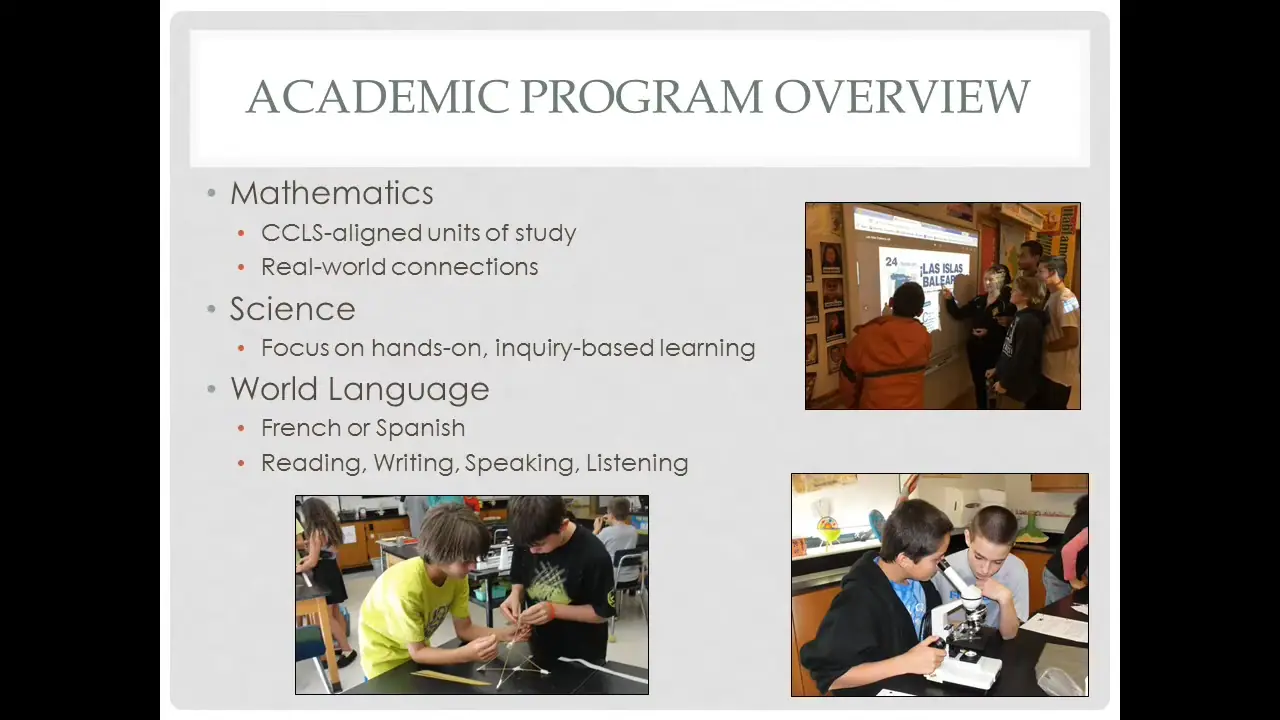 ACADEMIC PROGRAM OVERVIEW
• Mathematics
• CCLS-aligned units of study
• Real-world connections
• Science
• Focus on hands-on, inquiry-based learning
• World Language
• French or Spanish
• Reading, Writing, Speaking, Listening
24
¡LAS ISLAS
BALEAR